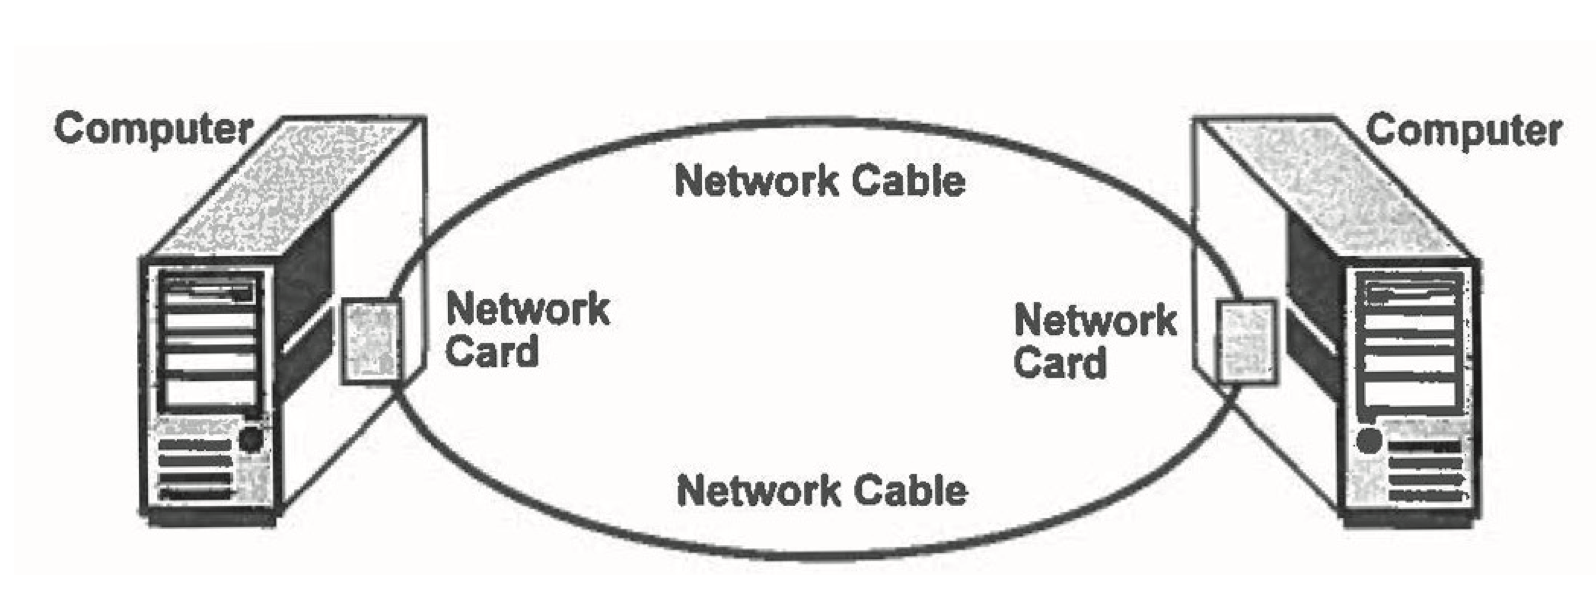 Computer
Computer
Network Cable
Network
Card
Network
Card
Network Cable